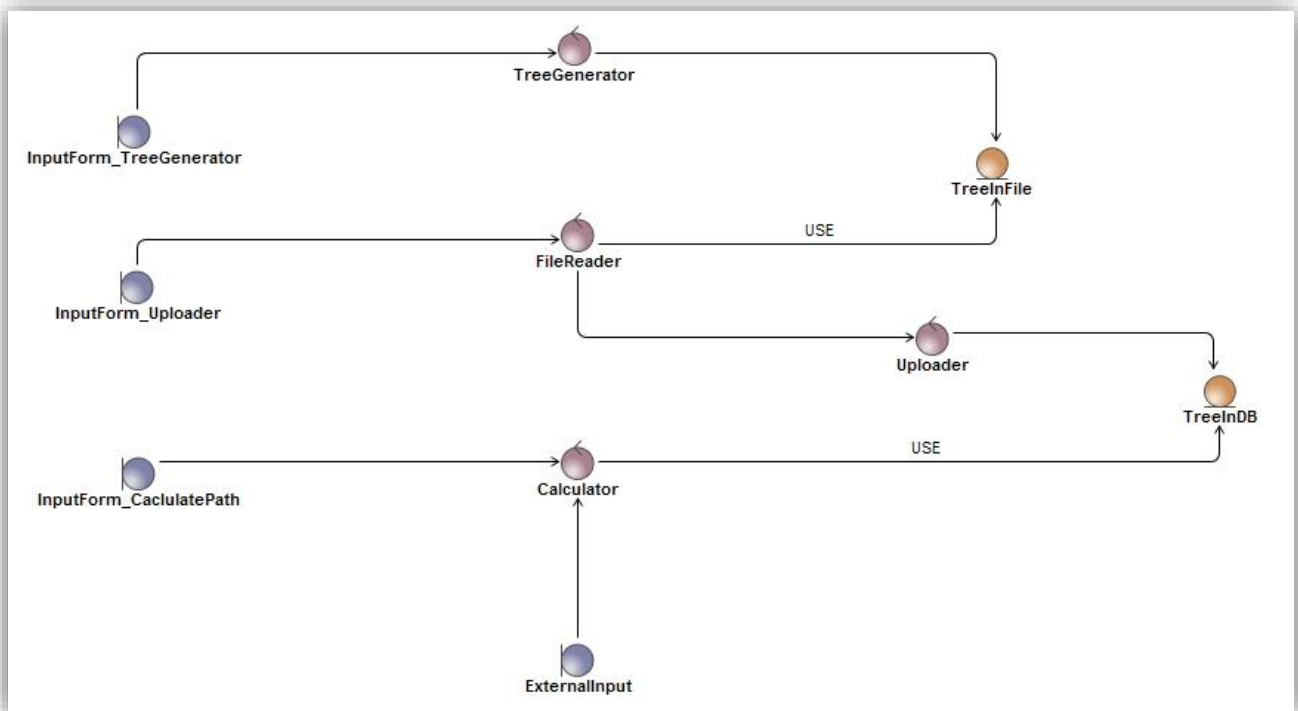 TreeGenerator
InputForm_TreeGenerator
TreeInFile
USE
FileReader
InputForm_Uploader
Uploader
TreeInDB
USE
Calculator
InputForm_CaclulatePath
ExternalInput